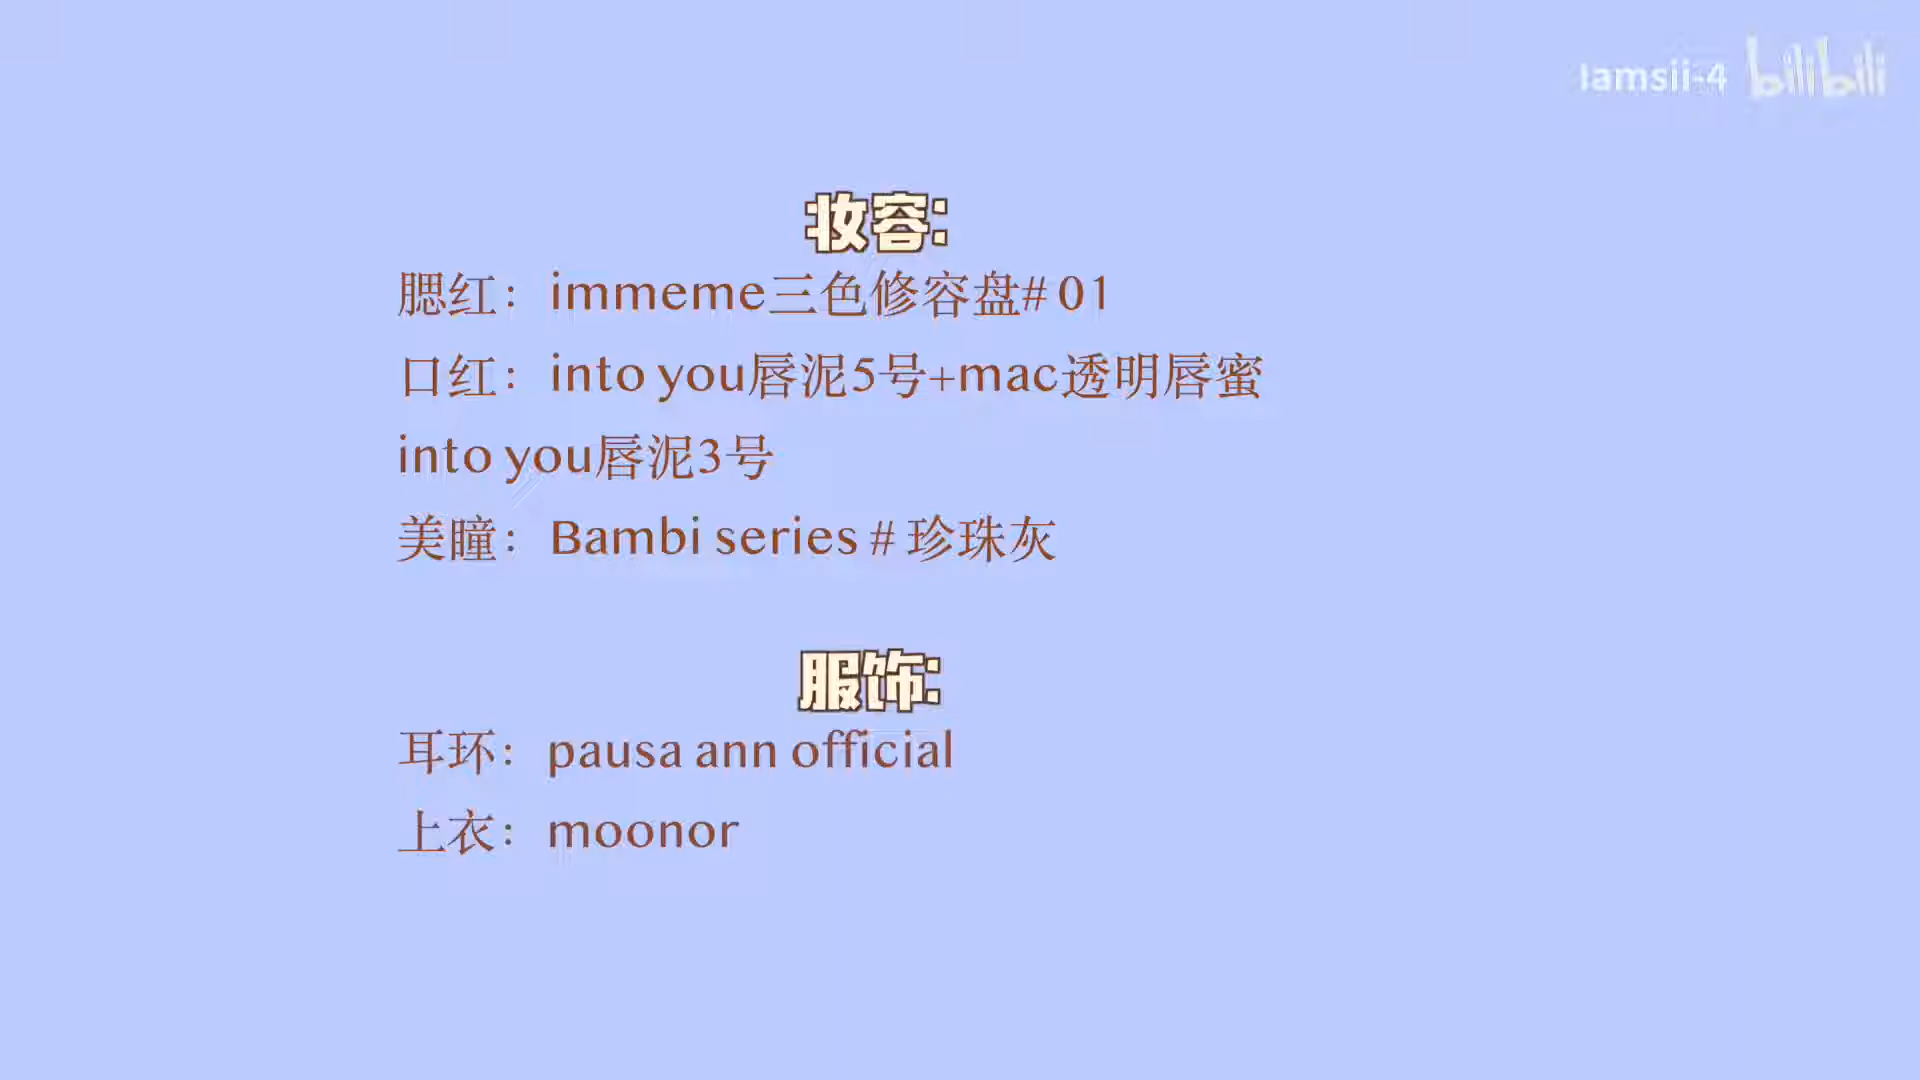 Iamsii-4 bilibili
妆容:
腮红：immeme三色修容盘#01
口红：into you唇泥5号+mac透明唇蜜
into you唇泥3号
美瞳：Bambi series #珍珠灰
服饰:
耳环：pausa ann official
上衣：moonor